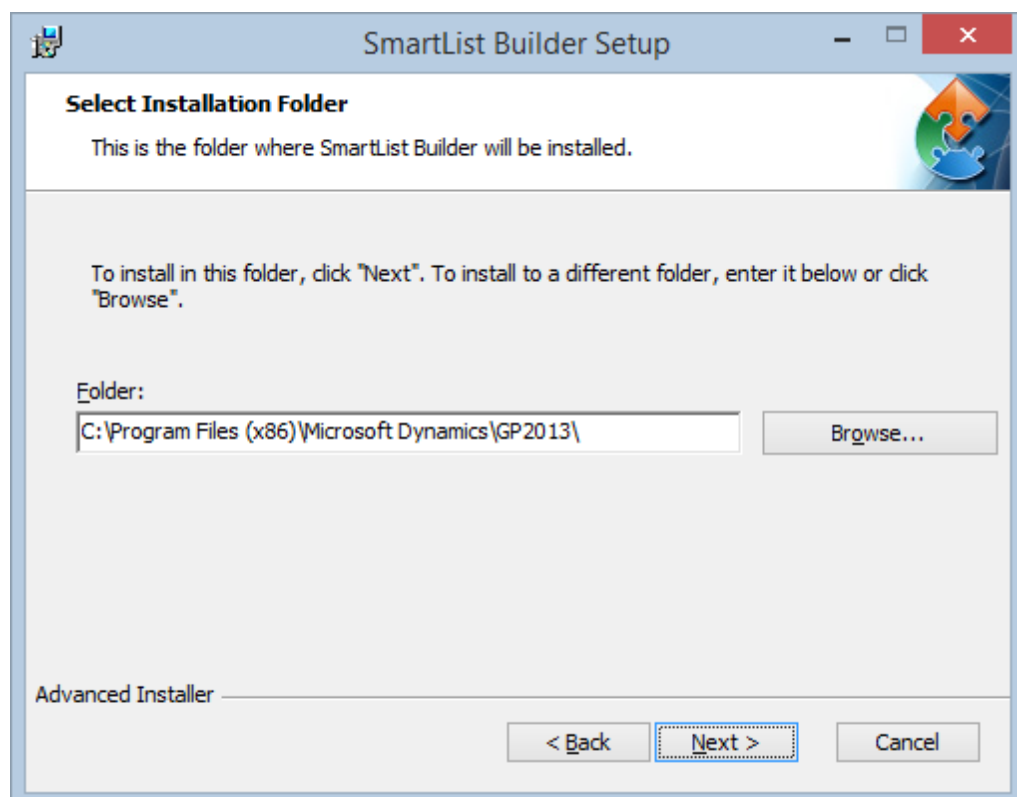 SmartList Builder Setup
Select Installation Folder
This is the folder where SmartList Builder will be installed.
To install in this folder, click "Next". To install to a different folder, enter it below or click
"Browse".
Folder:
C:\Program Files (x86)\Microsoft Dynamics\GP2013\
Browse...
Advanced Installer
< Back
Next >
Cancel